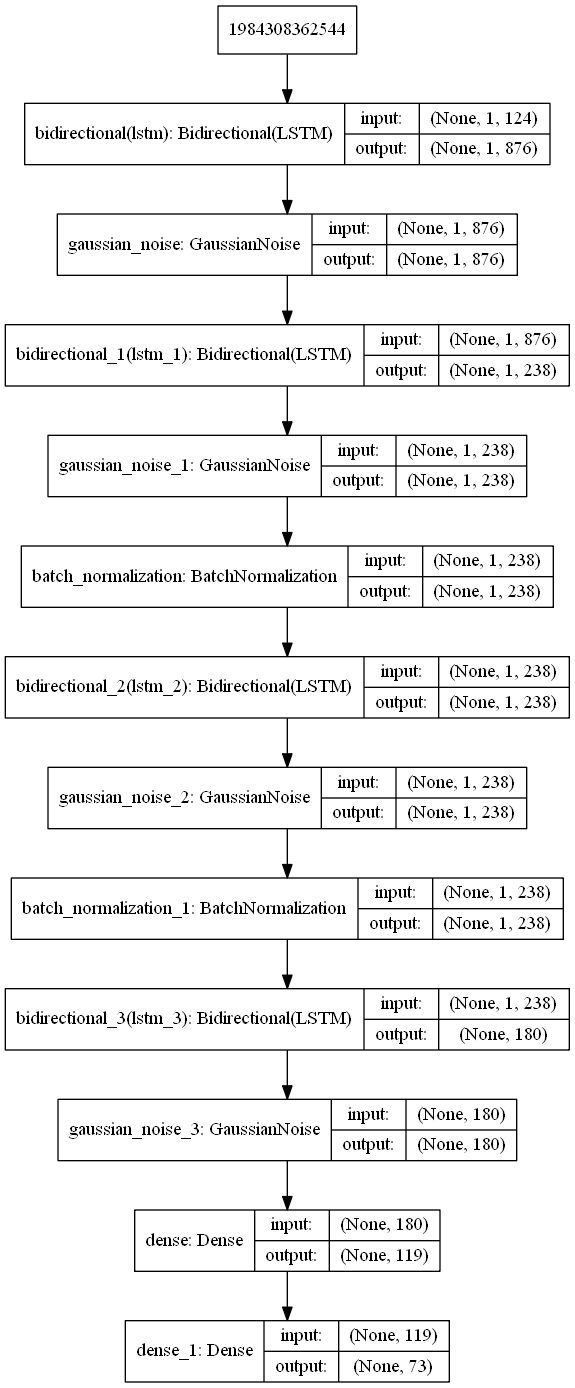 1984308362544
bidirectional(lstm): Bidirectional(LSTM) input: (None, 1, 124)
output: (None, 1, 876)
gaussian_noise: GaussianNoise input: (None, 1, 876)
output: (None, 1, 876)
bidirectional_1(lstm_1): Bidirectional(LSTM) input: (None, 1, 876)
output: (None, 1, 238)
gaussian_noise_1: GaussianNoise input: (None, 1, 238)
output: (None, 1, 238)
batch_normalization: BatchNormalization input: (None, 1, 238)
output: (None, 1, 238)
bidirectional_2(lstm_2): Bidirectional(LSTM) input: (None, 1, 238)
output: (None, 1, 238)
gaussian_noise_2: GaussianNoise input: (None, 1, 238)
output: (None, 1, 238)
batch_normalization_1: BatchNormalization input: (None, 1, 238)
output: (None, 1, 238)
bidirectional_3(lstm_3): Bidirectional(LSTM) input: (None, 1, 238)
output: (None, 180)
gaussian_noise_3: GaussianNoise input: (None, 180)
output: (None, 180)
dense: Dense input: (None, 180)
output: (None, 119)
dense_1: Dense input: (None, 119)
output: (None, 73)